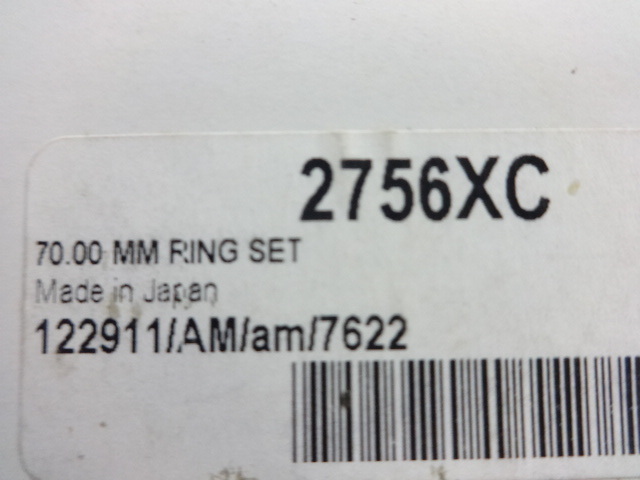 2756XC
70.00 MM RING SET
Made in Japan
122911/AM/am/7622